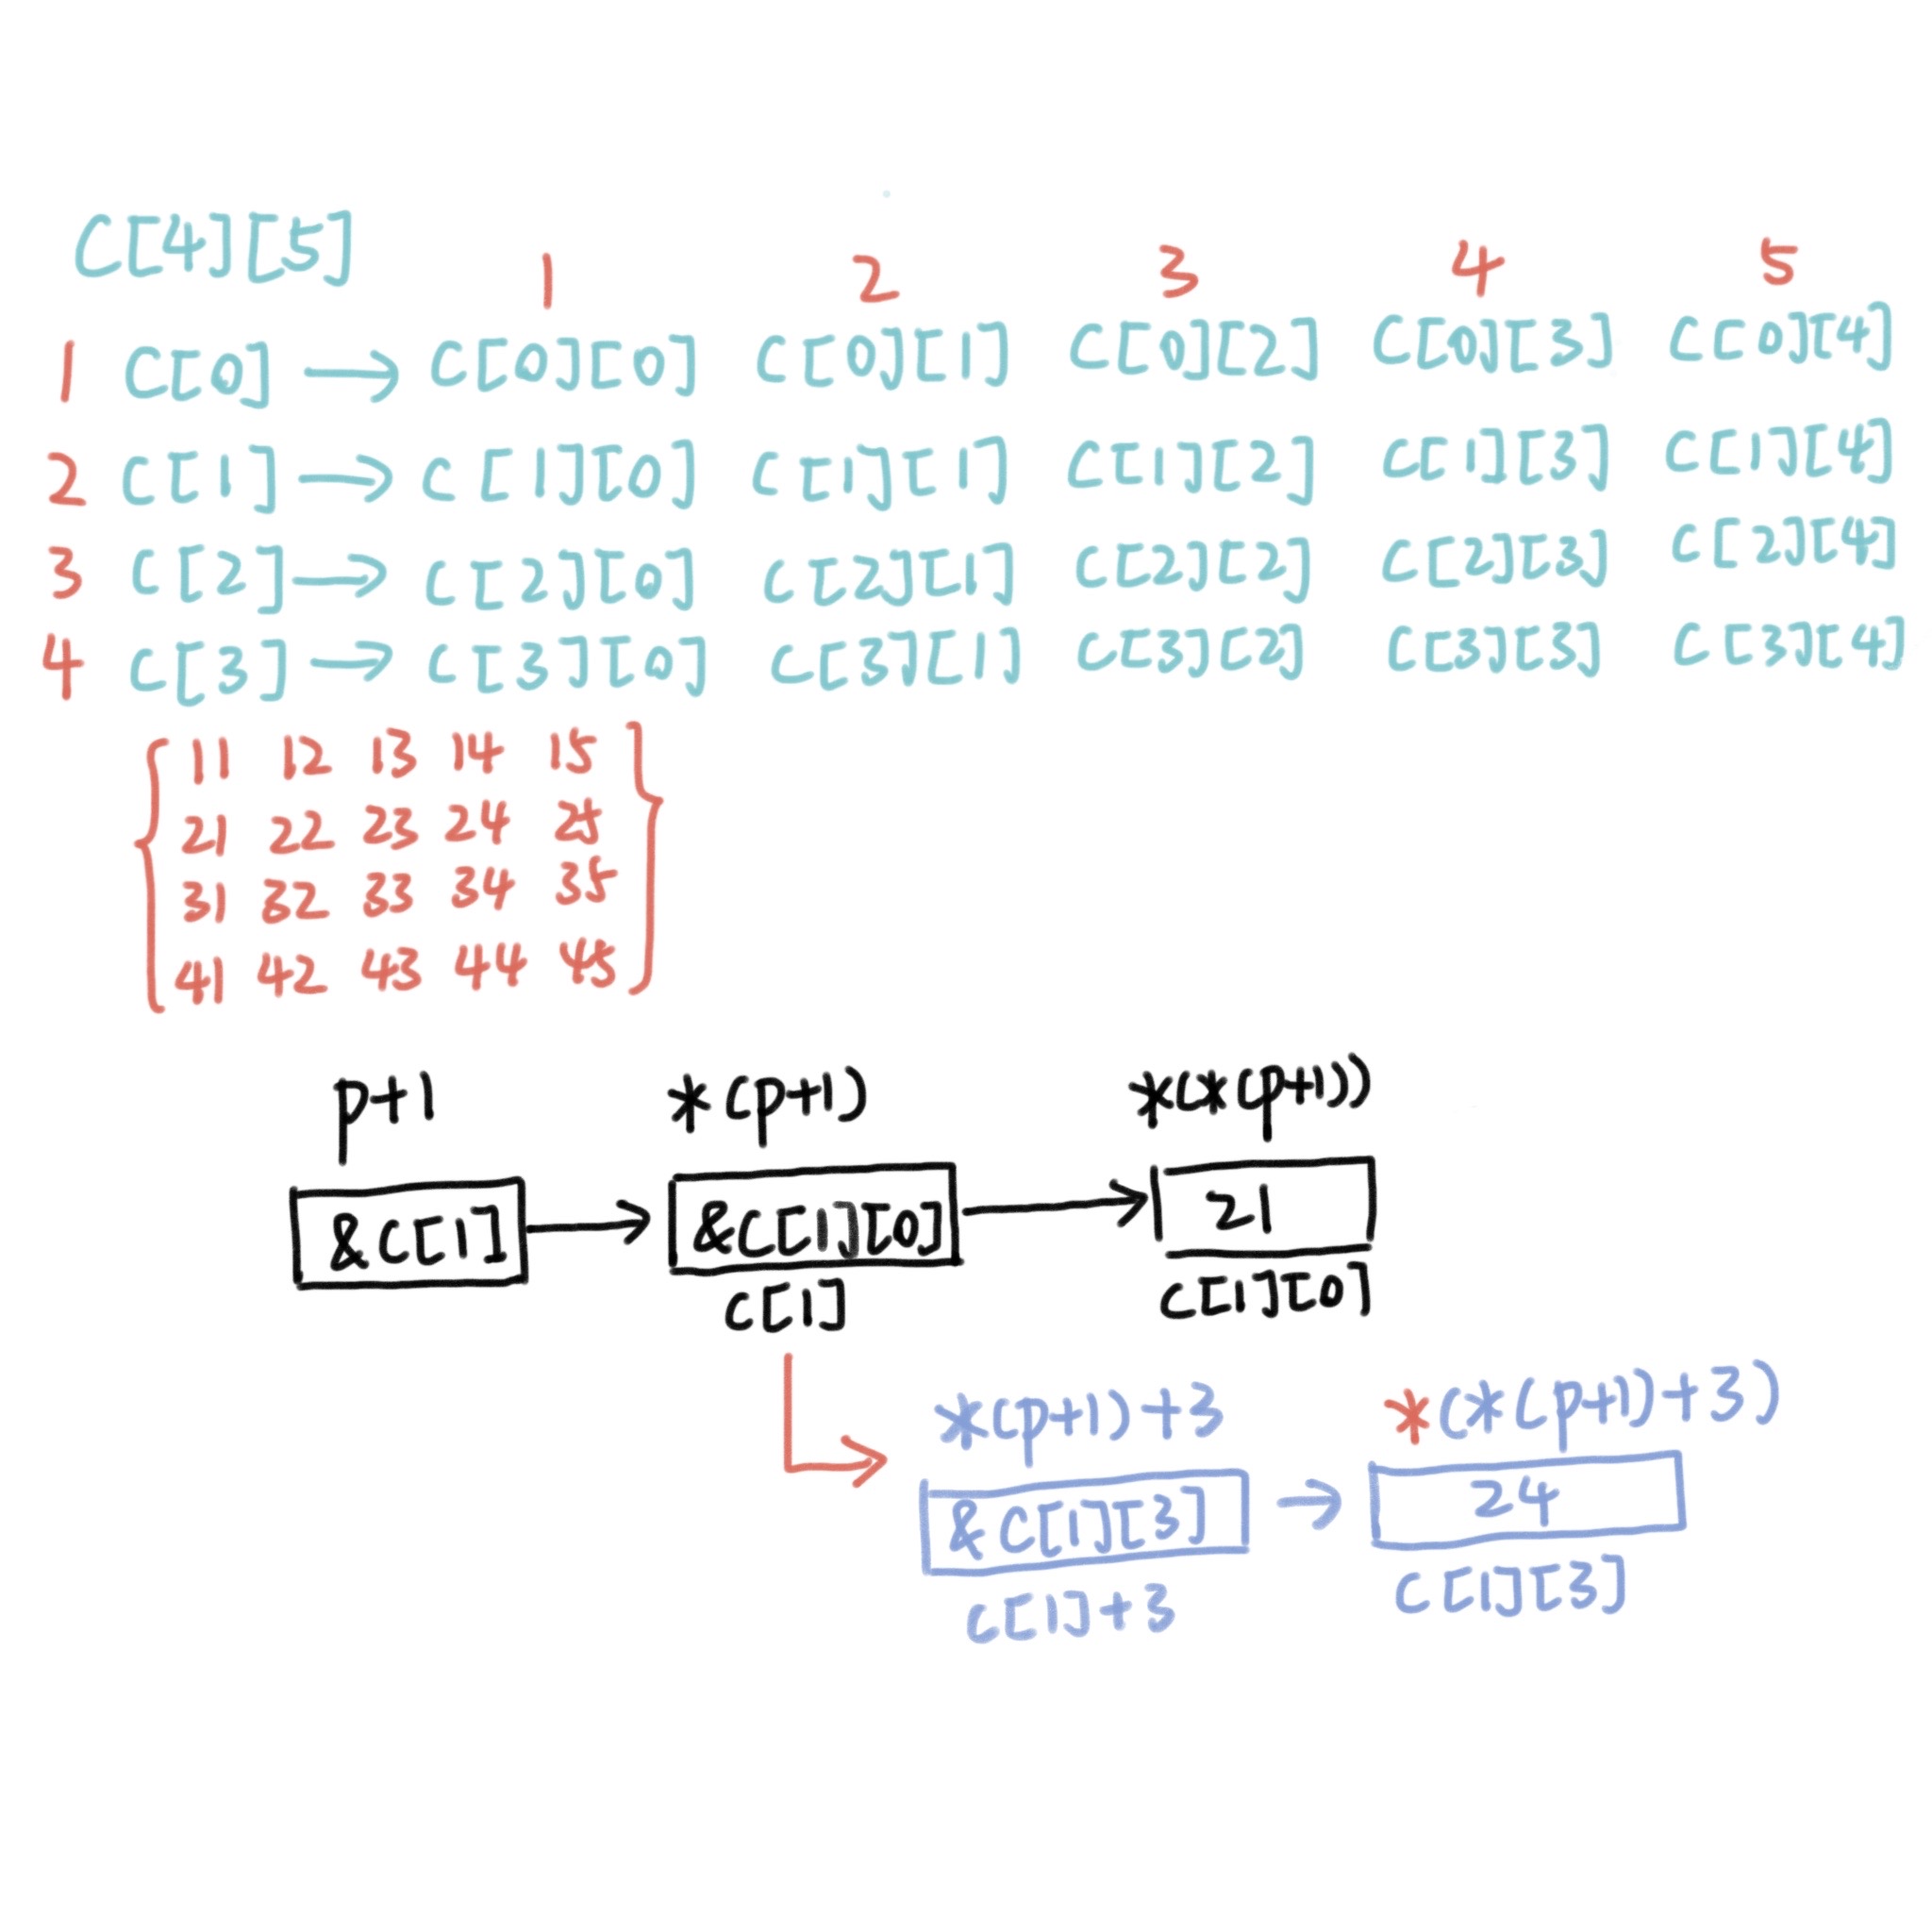 C[4][5]
1 2 3 4 5
1 C[0] → C[0][0] C[0][1] C[0][2] C[0][3] C[0][4]
2 C[1] → C[1][0] C[1][1] C[1][2] C[1][3] C[1][4]
3 C[2] → C[2][0] C[2][1] C[2][2] C[2][3] C[2][4]
4 C[3] → C[3][0] C[3][1] C[3][2] C[3][3] C[3][4]
{ 11 12 13 14 15 }
21 22 23 24 25
31 32 33 34 35
41 42 43 44 45
p+1 *(p+1) *(*(p+1))
&C[1] → &C[1][0] → 21
C[1] C[1][0]
*(p+1)+3 *(*(p+1)+3)
&C[1][3] → 24
C[1]+3 C[1][3]